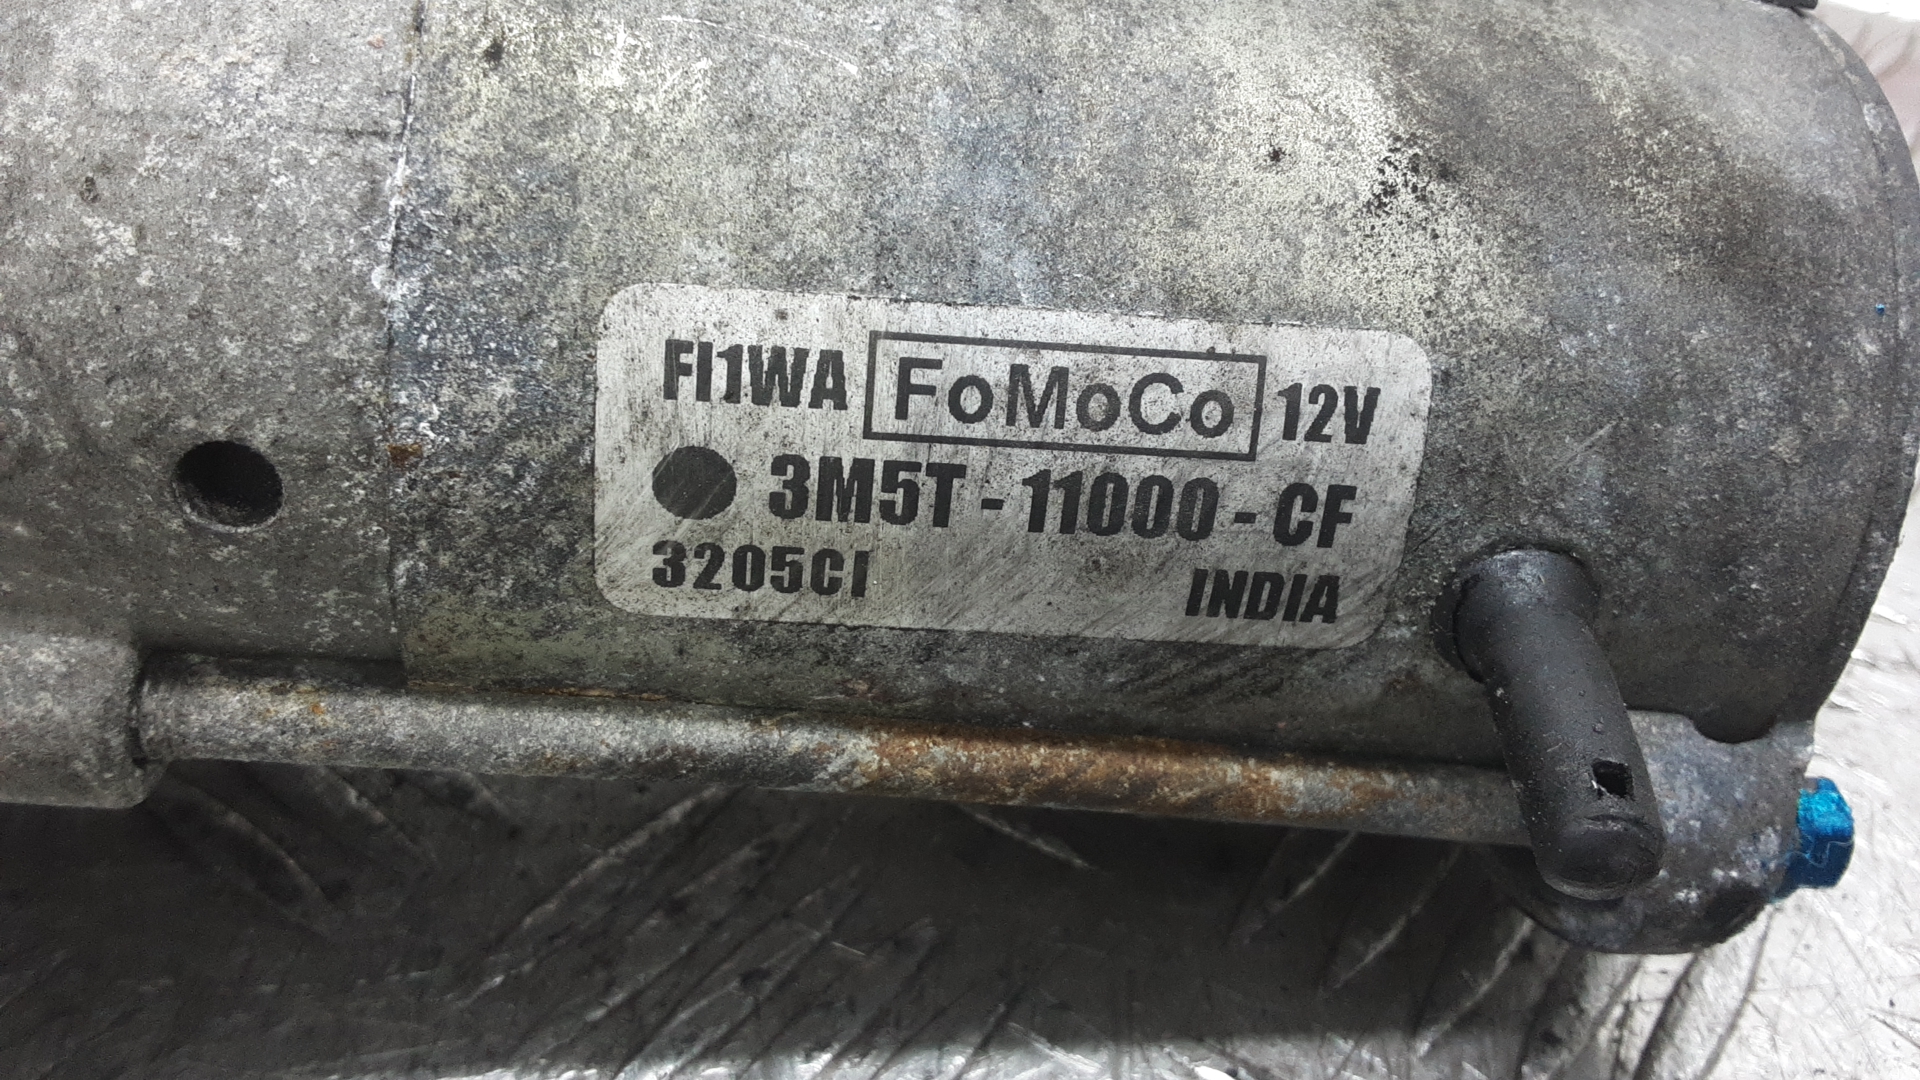 FI1WA FoMoCo 12V
3M5T - 11000 - CF
3205CI INDIA